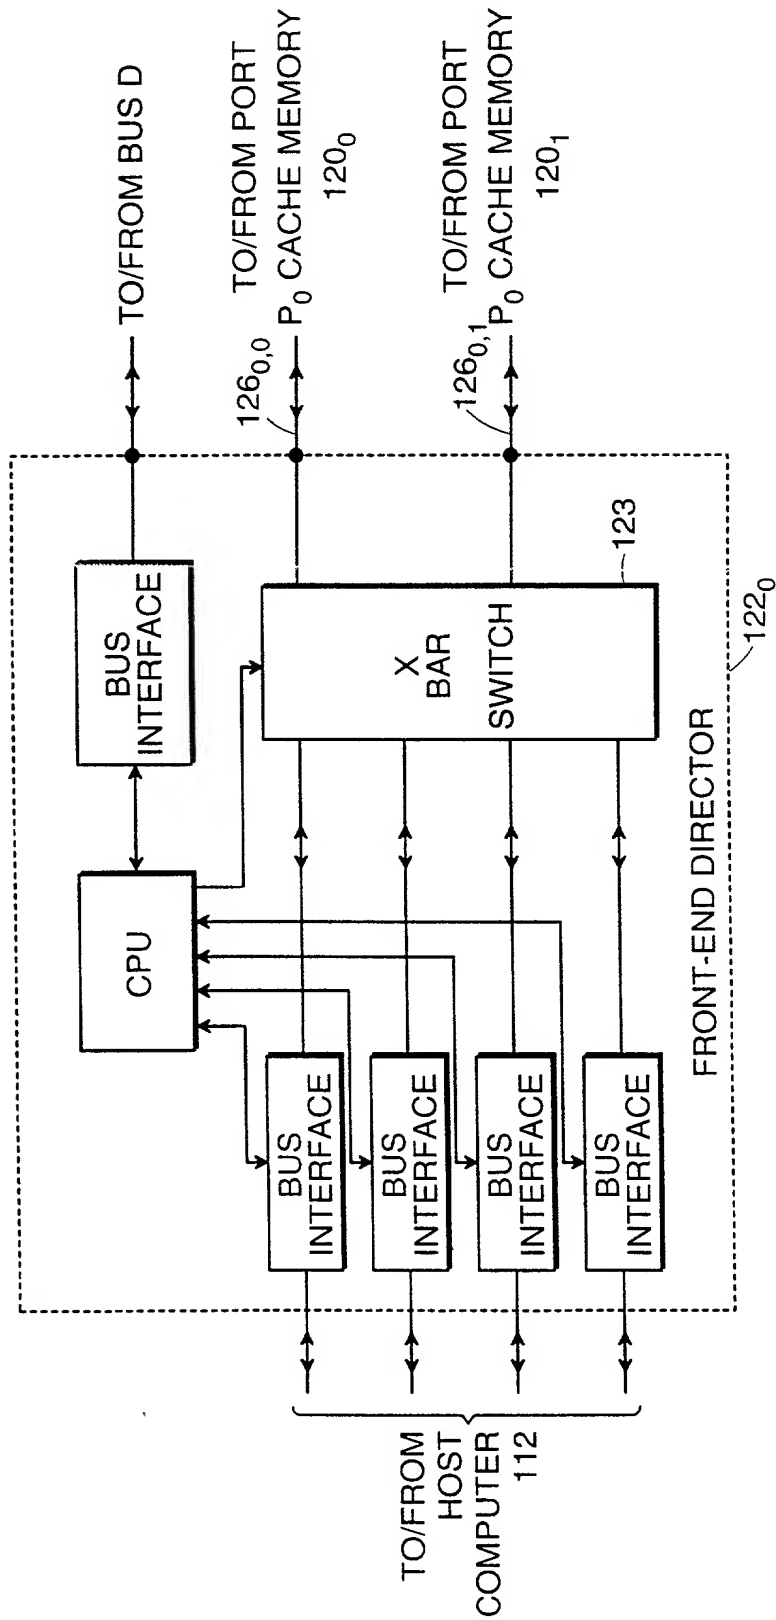 TO/FROM BUS D
TO/FROM PORT
P₀ CACHE MEMORY
120₀
126₀,₀
TO/FROM PORT
P₀ CACHE MEMORY
120₁
126₀,₁
BUS
INTERFACE
CPU
X
BAR
SWITCH
123
BUS
INTERFACE
BUS
INTERFACE
BUS
INTERFACE
BUS
INTERFACE
FRONT-END DIRECTOR
122₀
TO/FROM
HOST
COMPUTER
112